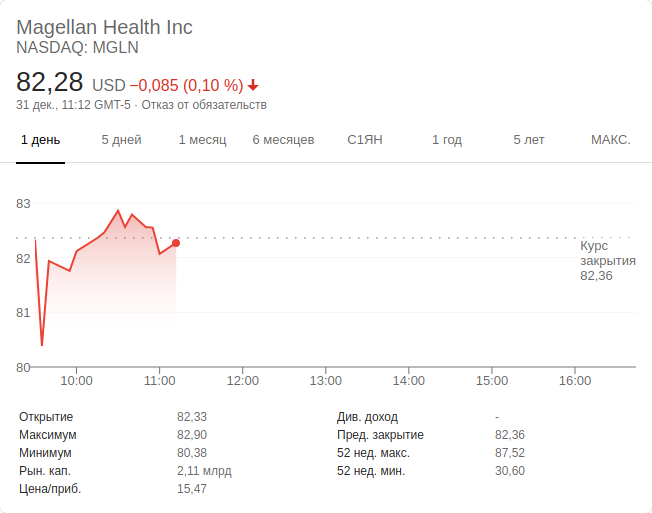 Magellan Health Inc
NASDAQ: MGLN
82,28 USD −0,085 (0,10 %)
31 дек., 11:12 GMT-5 · Отказ от обязательств
1 день 5 дней 1 месяц 6 месяцев С1ЯН 1 год 5 лет МАКС.
83
82
81
80
Курс
закрытия
82,36
10:00 11:00 12:00 13:00 14:00 15:00 16:00
Открытие 82,33
Максимум 82,90
Минимум 80,38
Рын. кап. 2,11 млрд
Цена/приб. 15,47
Див. доход -
Пред. закрытие 82,36
52 нед. макс. 87,52
52 нед. мин. 30,60